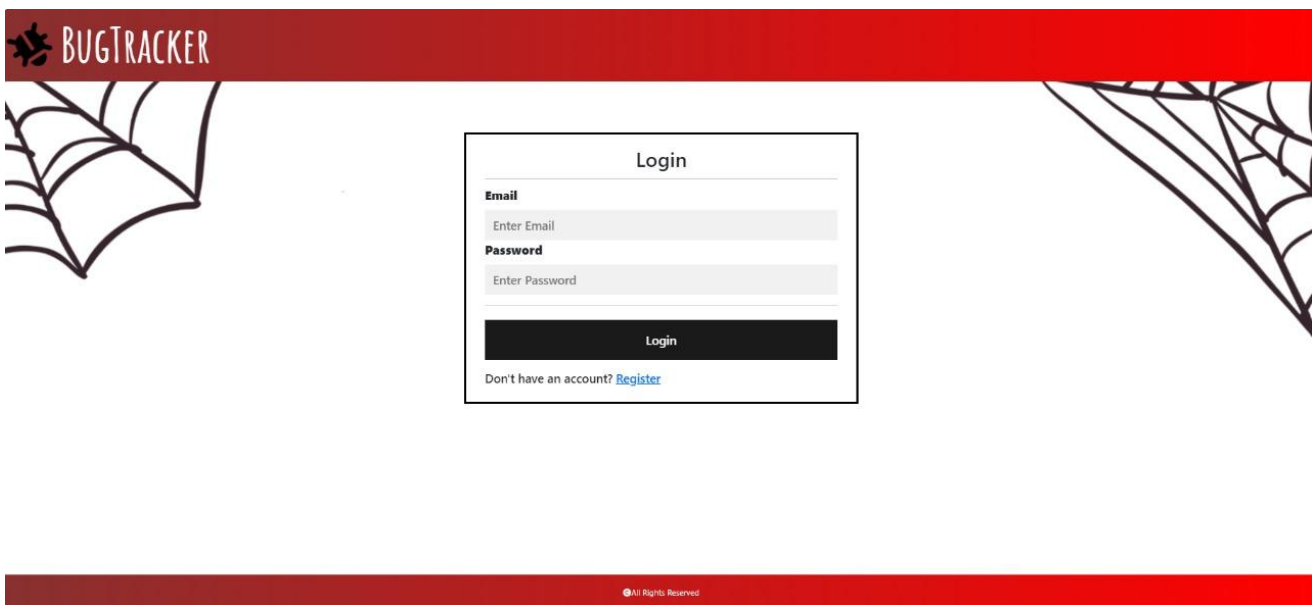 BUGTRACKER
Login
Email
Enter Email
Password
Enter Password
Login
Don't have an account? Register
©All Rights Reserved